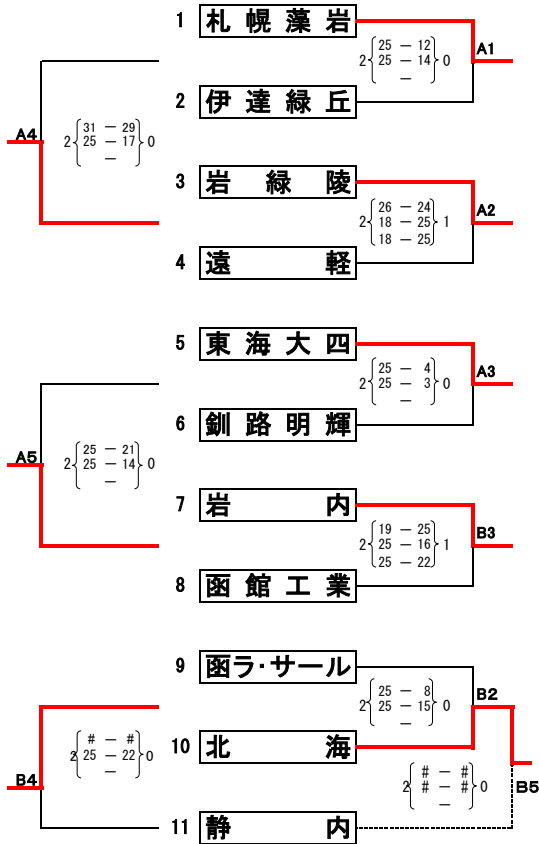 1 札幌藻岩
25 － 12
A1
2 25 － 14 0
－
2 伊達緑丘
31 － 29
A4
2 25 － 17 0
－
3 岩緑陵
26 － 24
A2
2 18 － 25 1
18 － 25
4 遠軽
5 東海大四
25 － 4
A3
2 25 － 3 0
－
6 釧路明輝
25 － 21
A5
2 25 － 14 0
－
7 岩内
19 － 25
B3
2 25 － 16 1
25 － 22
8 函館工業
9 函ラ・サール
25 － 8
B2
2 25 － 15 0
－
10 北海
# － #
2 25 － 22 0
－
B4
# － #
2 # － # 0
－
B5
11 静内